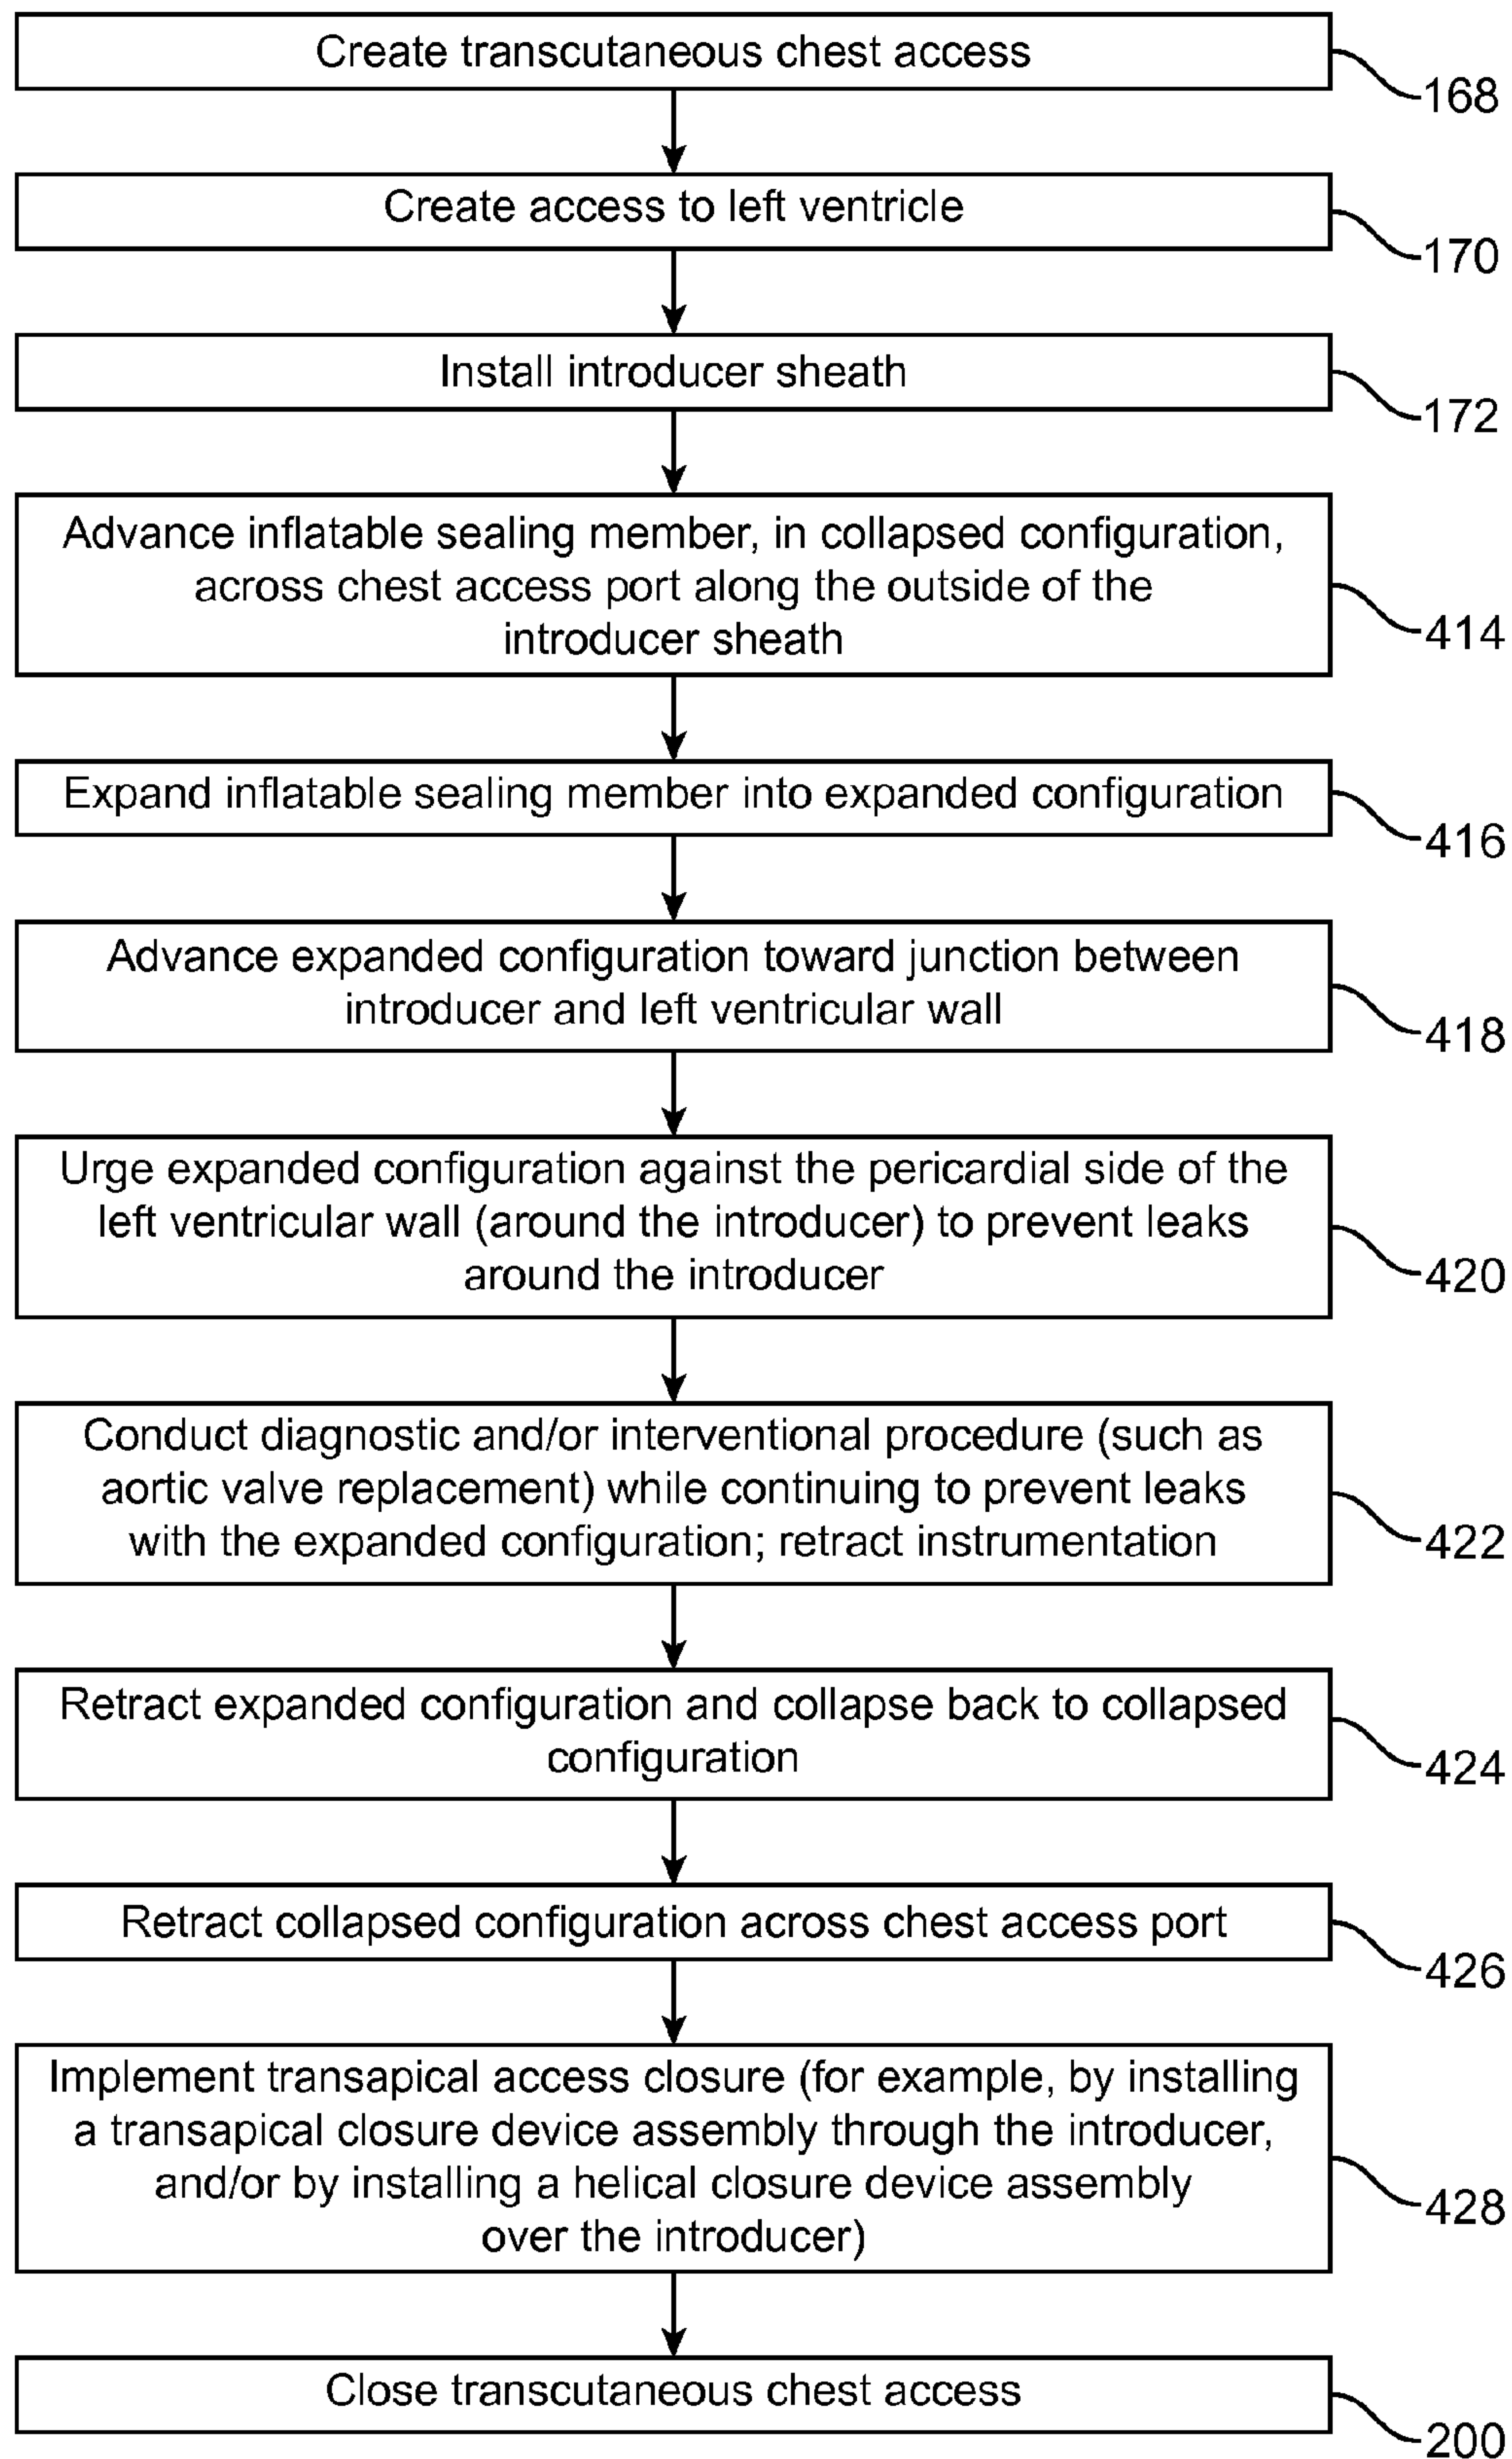 Create transcutaneous chest access
168
Create access to left ventricle
170
Install introducer sheath
172
Advance inflatable sealing member, in collapsed configuration,
across chest access port along the outside of the
introducer sheath
414
Expand inflatable sealing member into expanded configuration
416
Advance expanded configuration toward junction between
introducer and left ventricular wall
418
Urge expanded configuration against the pericardial side of the
left ventricular wall (around the introducer) to prevent leaks
around the introducer
420
Conduct diagnostic and/or interventional procedure (such as
aortic valve replacement) while continuing to prevent leaks
with the expanded configuration; retract instrumentation
422
Retract expanded configuration and collapse back to collapsed
configuration
424
Retract collapsed configuration across chest access port
426
Implement transapical access closure (for example, by installing
a transapical closure device assembly through the introducer,
and/or by installing a helical closure device assembly
over the introducer)
428
Close transcutaneous chest access
200